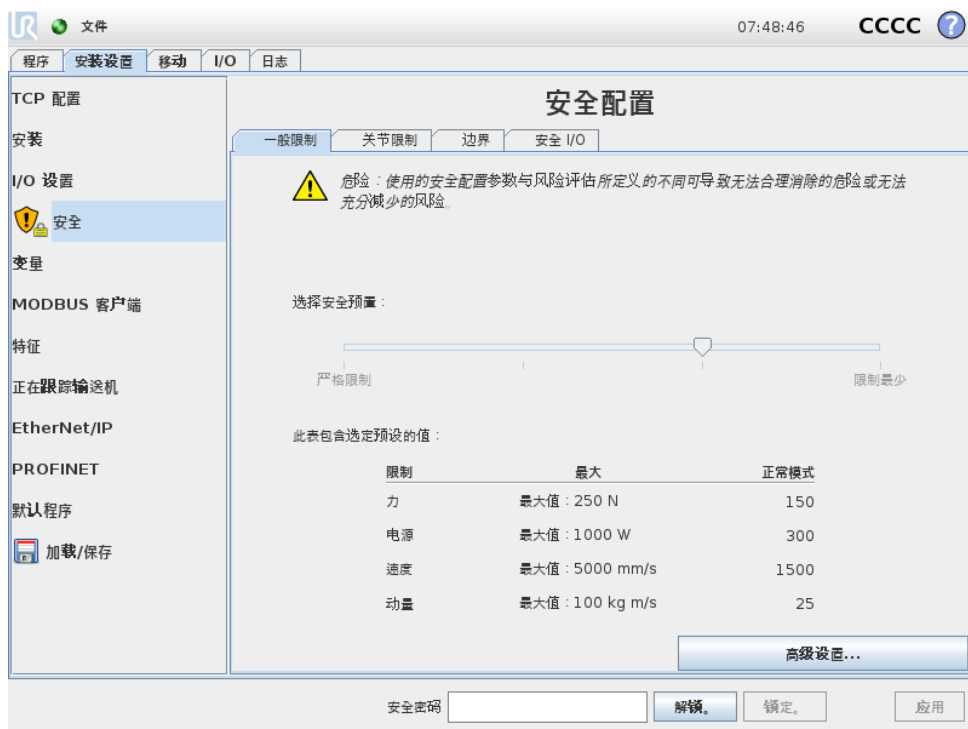 UR 文件 07:48:46 CCCC ?
程序 安装设置 移动 I/O 日志
TCP 配置
安装
I/O 设置
安全
变量
MODBUS 客户端
特征
正在跟踪输送机
EtherNet/IP
PROFINET
默认程序
加载/保存
安全配置
一般限制 关节限制 边界 安全 I/O
危险：使用的安全配置参数与风险评估所定义的不同可导致无法合理消除的危险或无法
充分减少的风险。
选择安全预置：
严格限制 限制最少
此表包含选定预设的值：
限制 最大 正常模式
力 最大值：250 N 150
电源 最大值：1000 W 300
速度 最大值：5000 mm/s 1500
动量 最大值：100 kg m/s 25
高级设置...
安全密码 解锁。 锁定。 应用